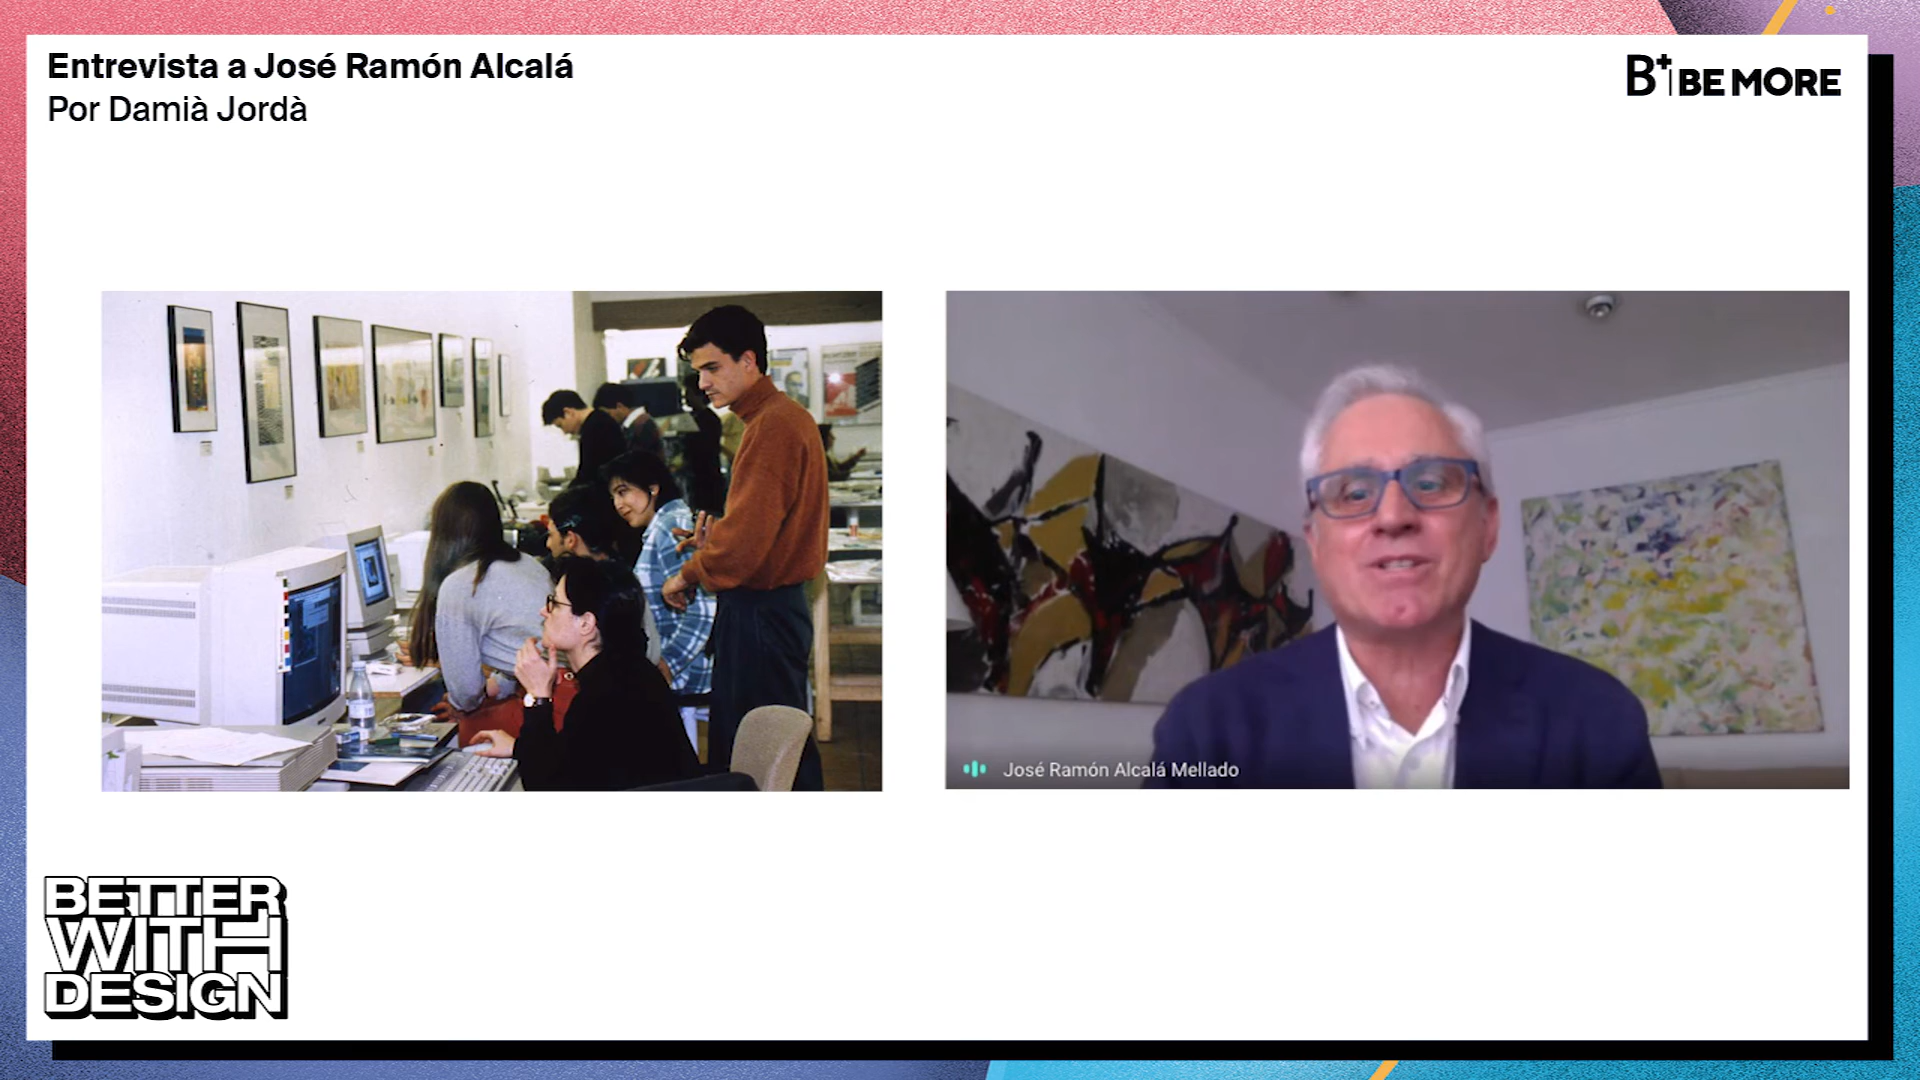 Entrevista a José Ramón Alcalá
Por Damià Jordà
B+ BE MORE
José Ramón Alcalá Mellado
BETTER
WITH
DESIGN